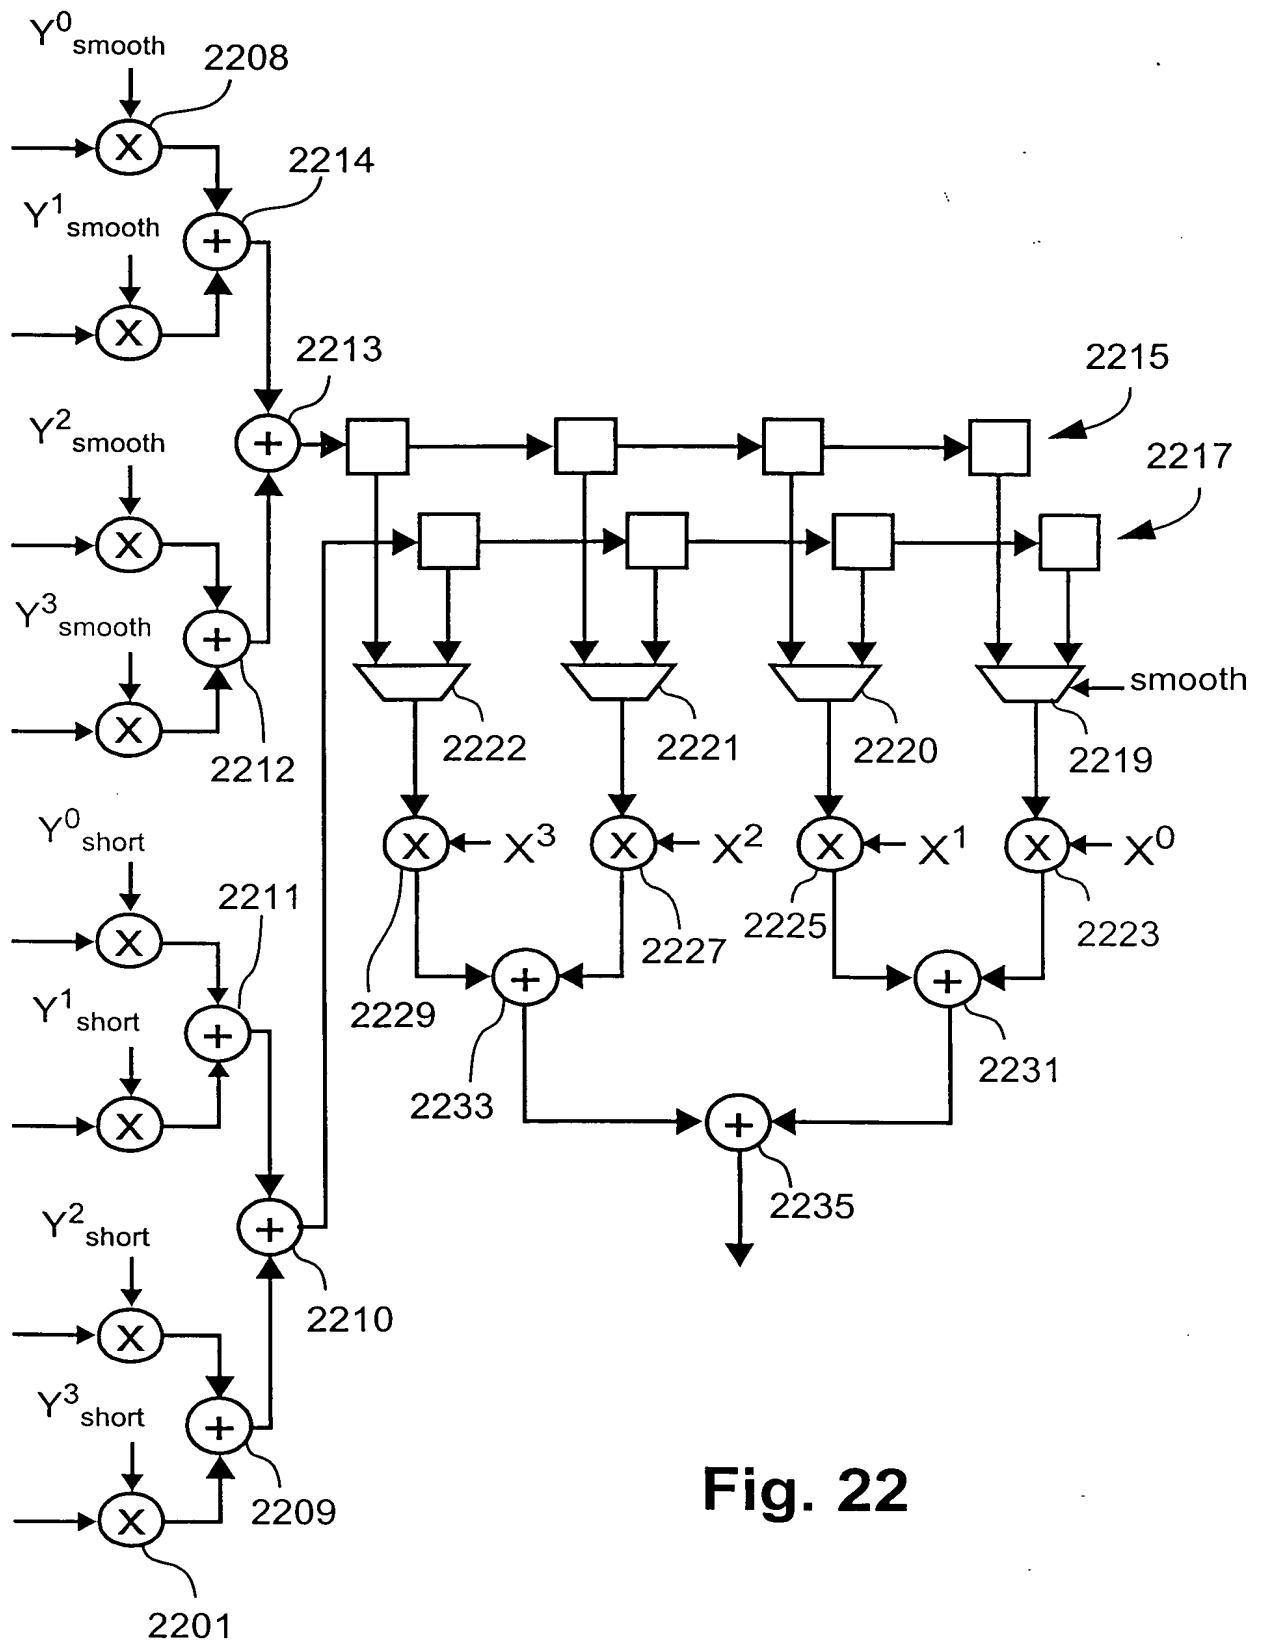 Y0smooth
2208
X
2214
Y1smooth
+
X
2213
2215
Y2smooth
+
2217
X
Y3smooth
+
smooth
X
2212
2222
2221
2220
2219
Y0short
X
X3
X
X2
X
X1
X
X0
2211
X
2225
2223
2227
Y1short
+
2229
+
+
X
2233
2231
+
Y2short
+
2235
X
2210
Y3short
+
2209
X
Fig. 22
2201